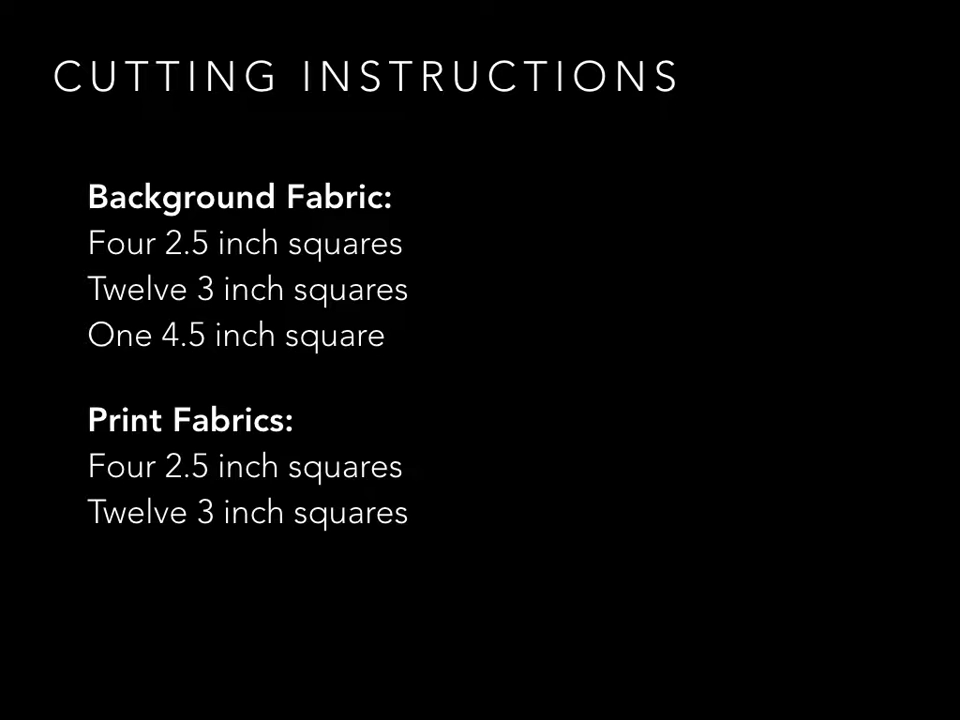 CUTTING INSTRUCTIONS
Background Fabric:
Four 2.5 inch squares
Twelve 3 inch squares
One 4.5 inch square
Print Fabrics:
Four 2.5 inch squares
Twelve 3 inch squares